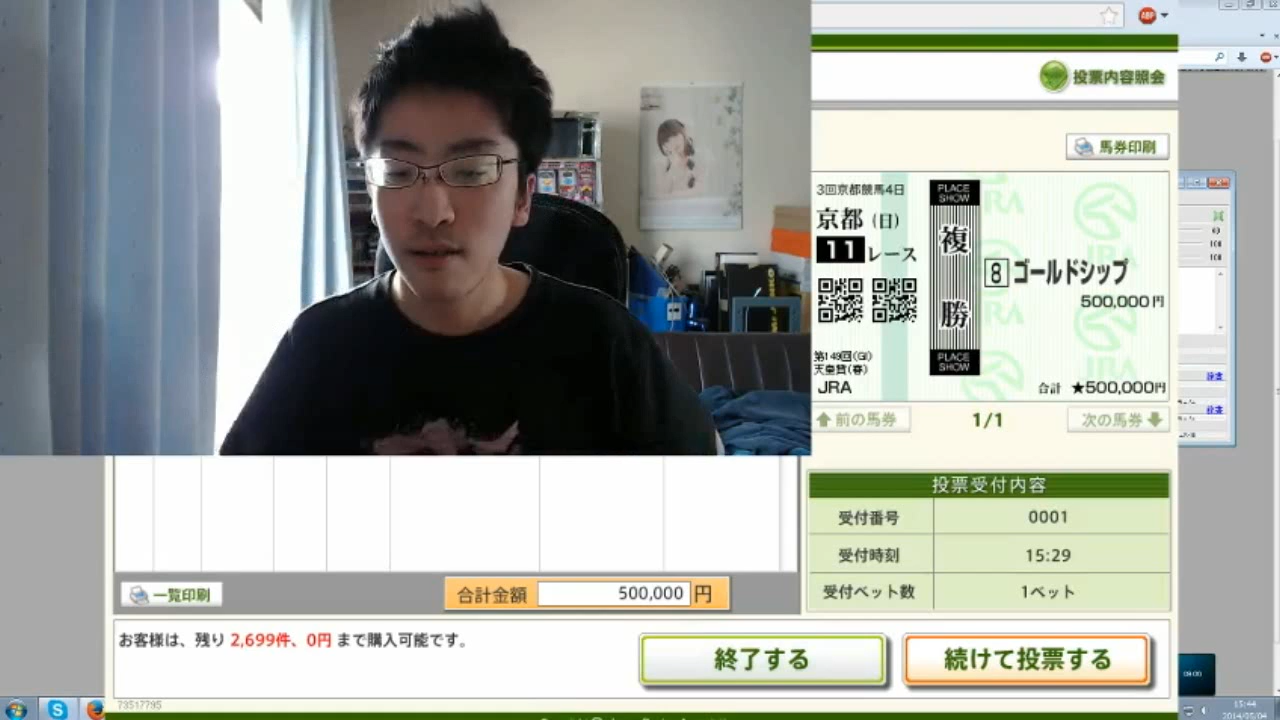 ABP
投票内容照会
馬券印刷
3回京都競馬4日
京都(日)
11レース
PLACE
SHOW
複
勝
PLACE
SHOW
8 ゴールドシップ
500,000円
第149回(GI)
天皇賞(春)
JRA
合計 ★500,000円
前の馬券
1/1
次の馬券
投票受付内容
受付番号 0001
受付時刻 15:29
受付ベット数 1ベット
一覧印刷
合計金額 500,000 円
お客様は、残り 2,699件、0円 まで購入可能です。
終了する
続けて投票する
73517795
15:44
2014/05/04